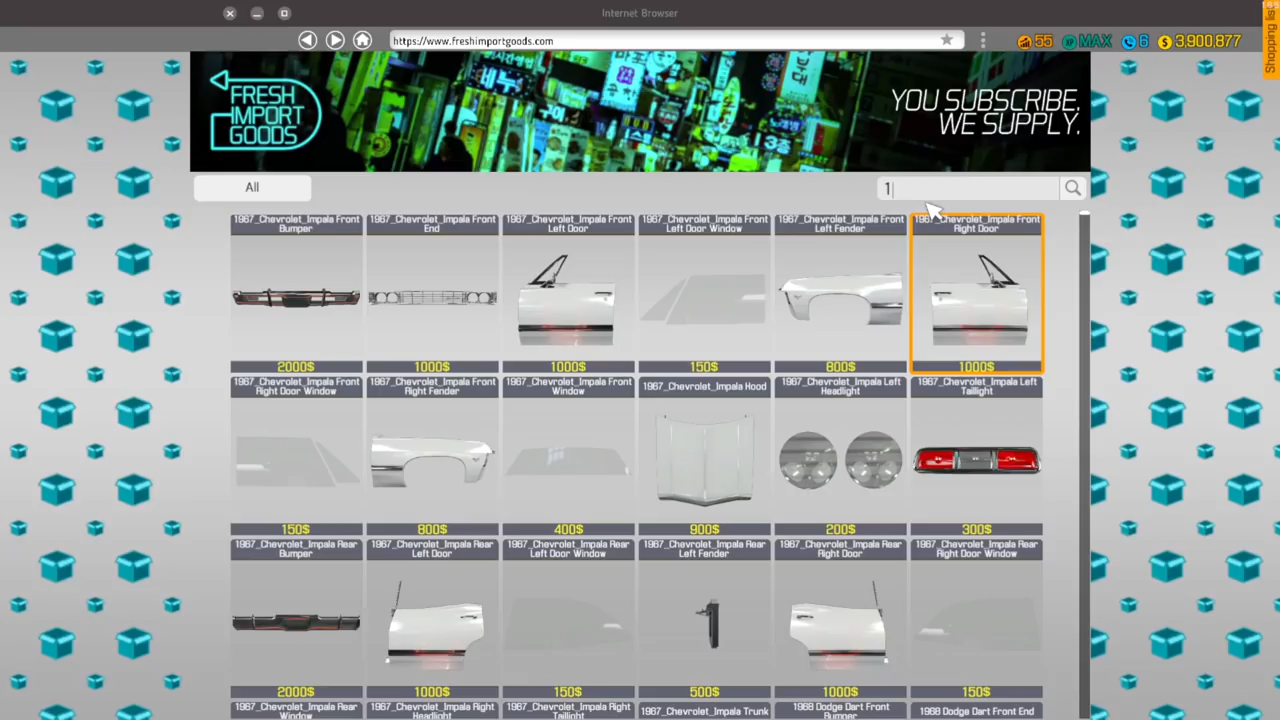 Internet Browser
https://www.freshimportgoods.com
55
XP MAX
6
$ 3,900,877
Shopping list
FRESH
IMPORT
GOODS
YOU SUBSCRIBE.
WE SUPPLY.
바누
All
1
1967_Chevrolet_Impala Front
Bumper
1967_Chevrolet_Impala Front
End
1967_Chevrolet_Impala Front
Left Door
1967_Chevrolet_Impala Front
Left Door Window
1967_Chevrolet_Impala Front
Left Fender
1967_Chevrolet_Impala Front
Right Door
2000$
1000$
1000$
150$
800$
1000$
1967_Chevrolet_Impala Front
Right Door Window
1967_Chevrolet_Impala Front
Right Fender
1967_Chevrolet_Impala Front
Window
1967_Chevrolet_Impala Hood
1967_Chevrolet_Impala Left
Headlight
1967_Chevrolet_Impala Left
Taillight
150$
800$
400$
900$
200$
300$
1967_Chevrolet_Impala Rear
Bumper
1967_Chevrolet_Impala Rear
Left Door
1967_Chevrolet_Impala Rear
Left Door Window
1967_Chevrolet_Impala Rear
Left Fender
1967_Chevrolet_Impala Rear
Right Door
1967_Chevrolet_Impala Rear
Right Door Window
2000$
1000$
150$
500$
1000$
150$
1967_Chevrolet_Impala Rear
Window
1967_Chevrolet_Impala Right
Headlight
1967_Chevrolet_Impala Right
Taillight
1967_Chevrolet_Impala Trunk
1968 Dodge Dart Front
Bumper
1968 Dodge Dart Front End